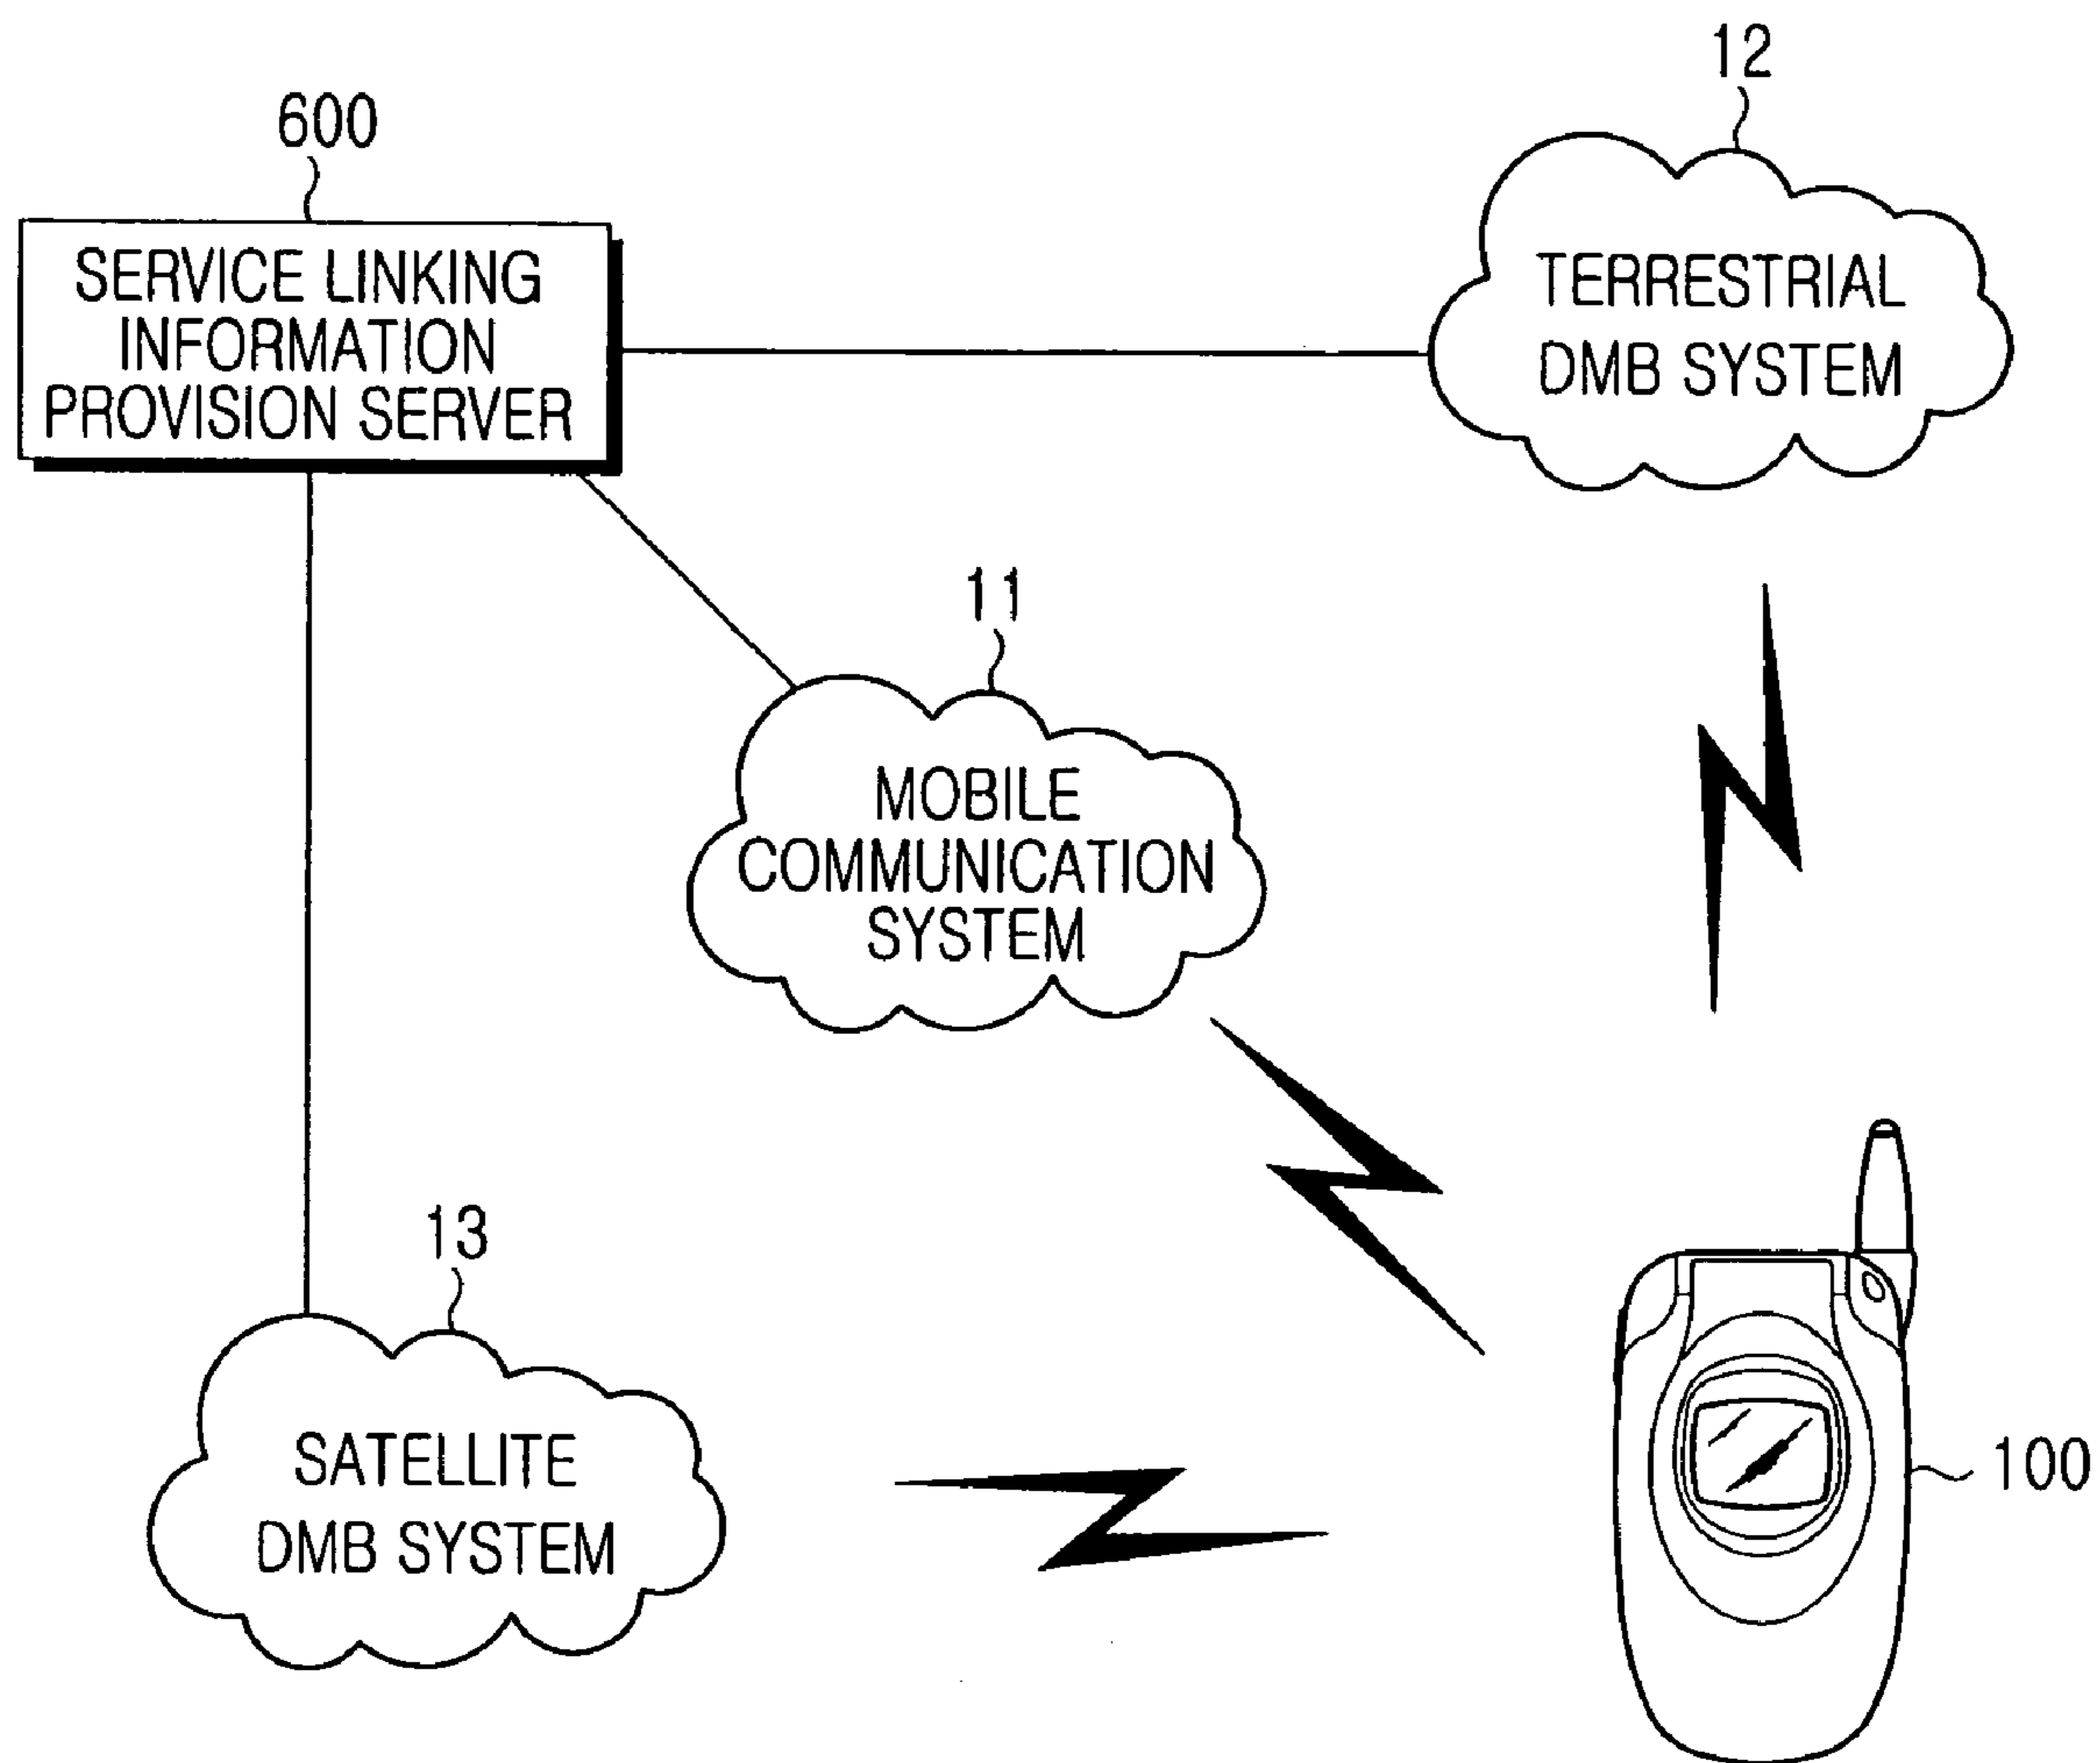 12
600
SERVICE LINKING
INFORMATION
PROVISION SERVER
TERRESTRIAL
DMB SYSTEM
11
MOBILE
COMMUNICATION
SYSTEM
13
SATELLITE
DMB SYSTEM
100